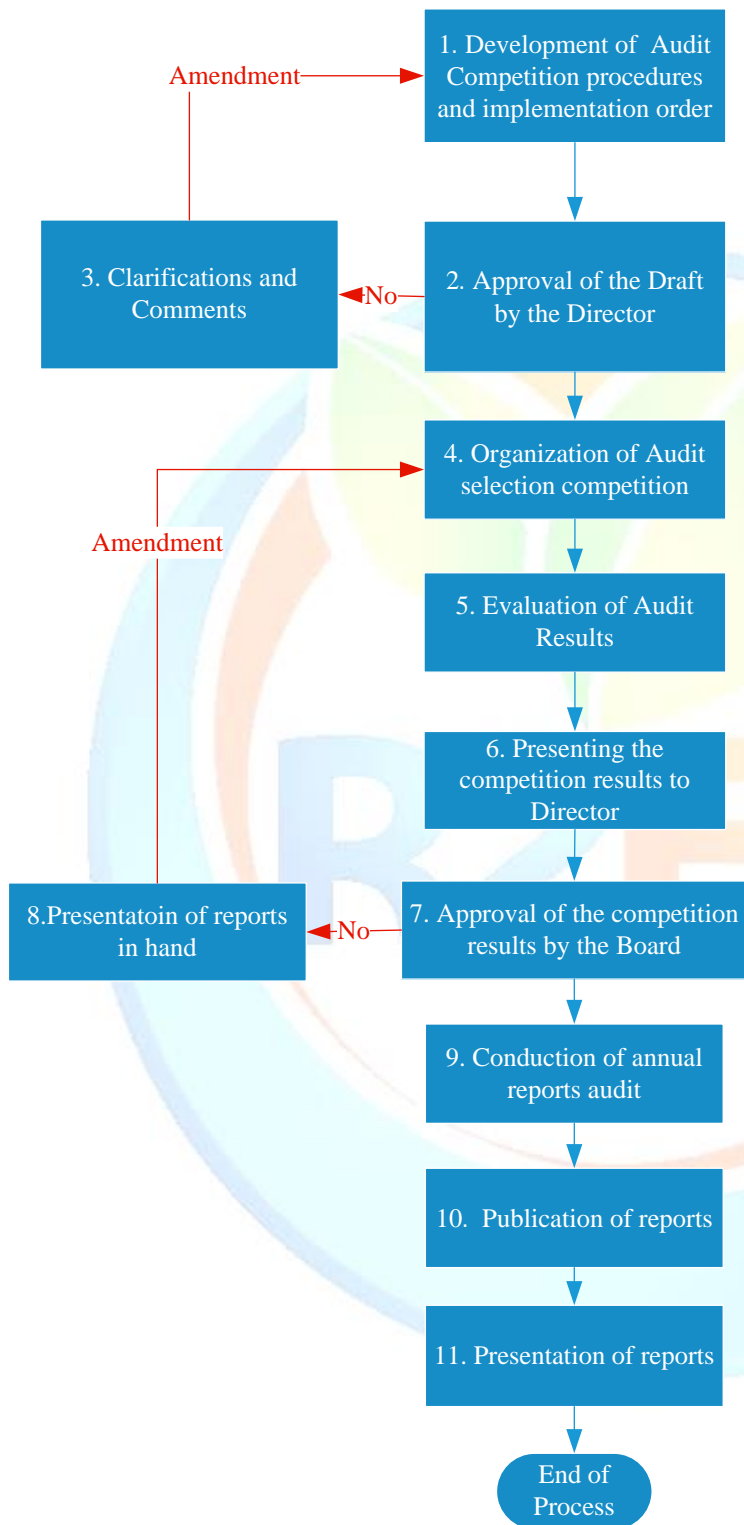 1. Development of Audit
Competition procedures
and implementation order
Amendment
2. Approval of the Draft
by the Director
No
3. Clarifications and
Comments
4. Organization of Audit
selection competition
Amendment
5. Evaluation of Audit
Results
6. Presenting the
competition results to
Director
7. Approval of the competition
results by the Board
No
8.Presentatoin of reports
in hand
9. Conduction of annual
reports audit
10. Publication of reports
11. Presentation of reports
End of
Process
R